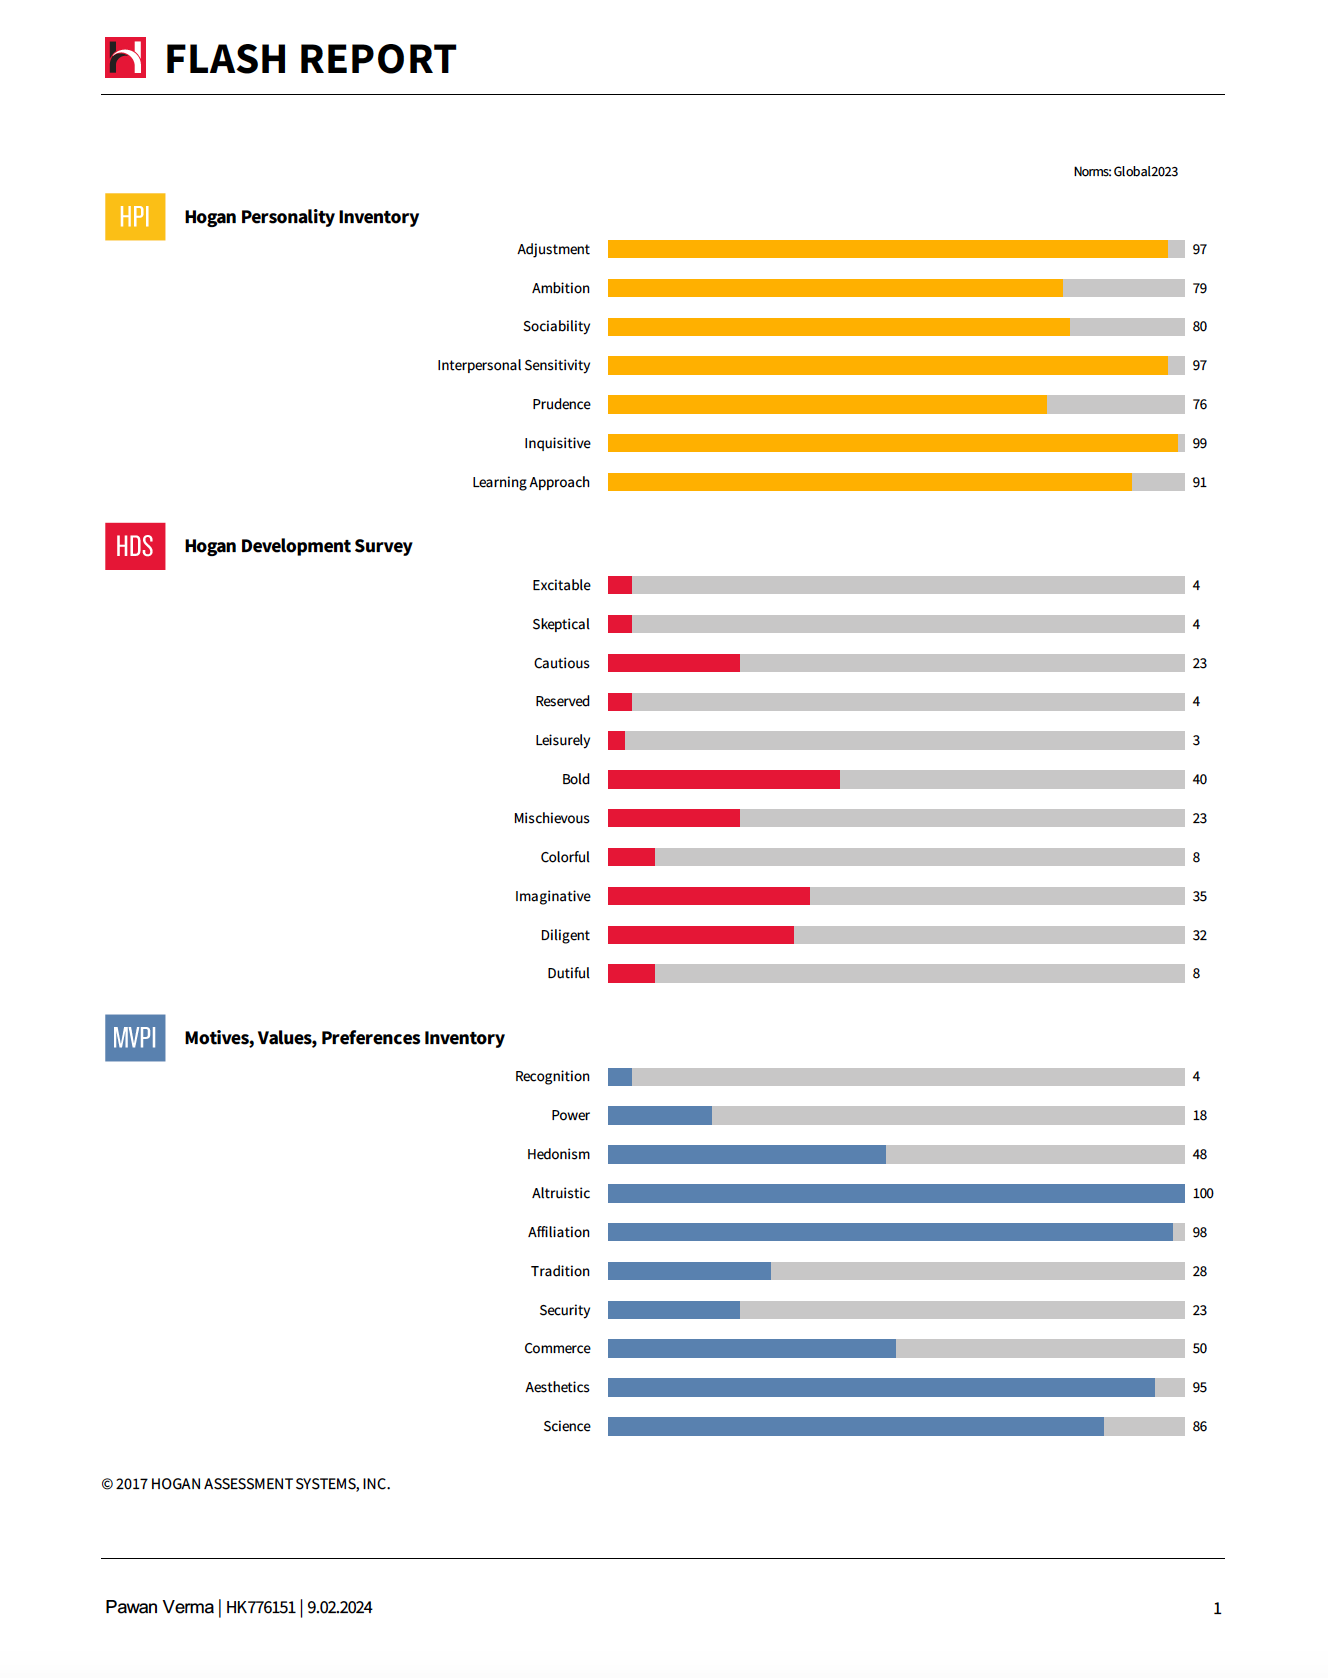 FLASH REPORT
Norms: Global2023
HPI Hogan Personality Inventory
Adjustment 97
Ambition 79
Sociability 80
Interpersonal Sensitivity 97
Prudence 76
Inquisitive 99
Learning Approach 91
HDS Hogan Development Survey
Excitable 4
Skeptical 4
Cautious 23
Reserved 4
Leisurely 3
Bold 40
Mischievous 23
Colorful 8
Imaginative 35
Diligent 32
Dutiful 8
MVPI Motives, Values, Preferences Inventory
Recognition 4
Power 18
Hedonism 48
Altruistic 100
Affiliation 98
Tradition 28
Security 23
Commerce 50
Aesthetics 95
Science 86
© 2017 HOGAN ASSESSMENT SYSTEMS, INC.
Pawan Verma | HK776151 | 9.02.2024 1